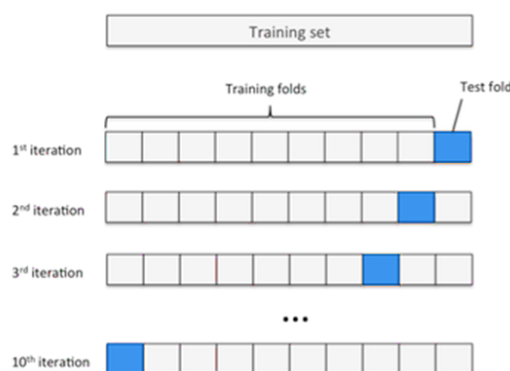 Training set
Training folds
Test fold
1st iteration
2nd iteration
3rd iteration
...
10th iteration